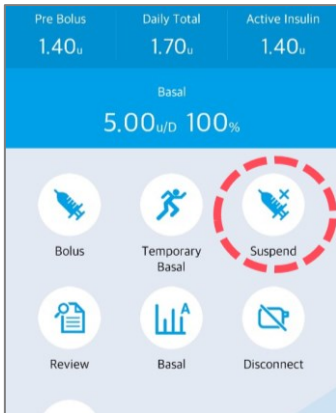 Pre Bolus Daily Total Active Insulin
1.40u 1.70u 1.40u
Basal
5.00u/D 100%
Bolus Temporary Basal Suspend
Review A Basal Disconnect